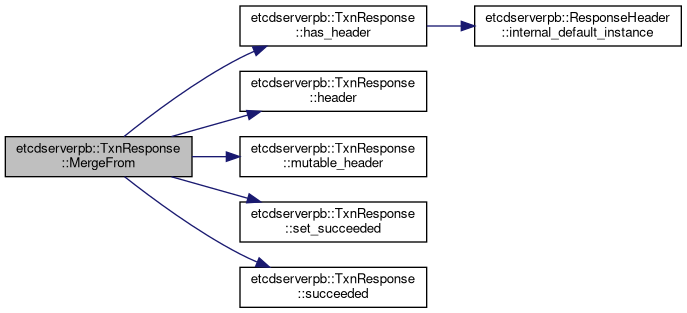 etcdserverpb::TxnResponse
::MergeFrom
etcdserverpb::TxnResponse
::has_header
etcdserverpb::ResponseHeader
::internal_default_instance
etcdserverpb::TxnResponse
::header
etcdserverpb::TxnResponse
::mutable_header
etcdserverpb::TxnResponse
::set_succeeded
etcdserverpb::TxnResponse
::succeeded